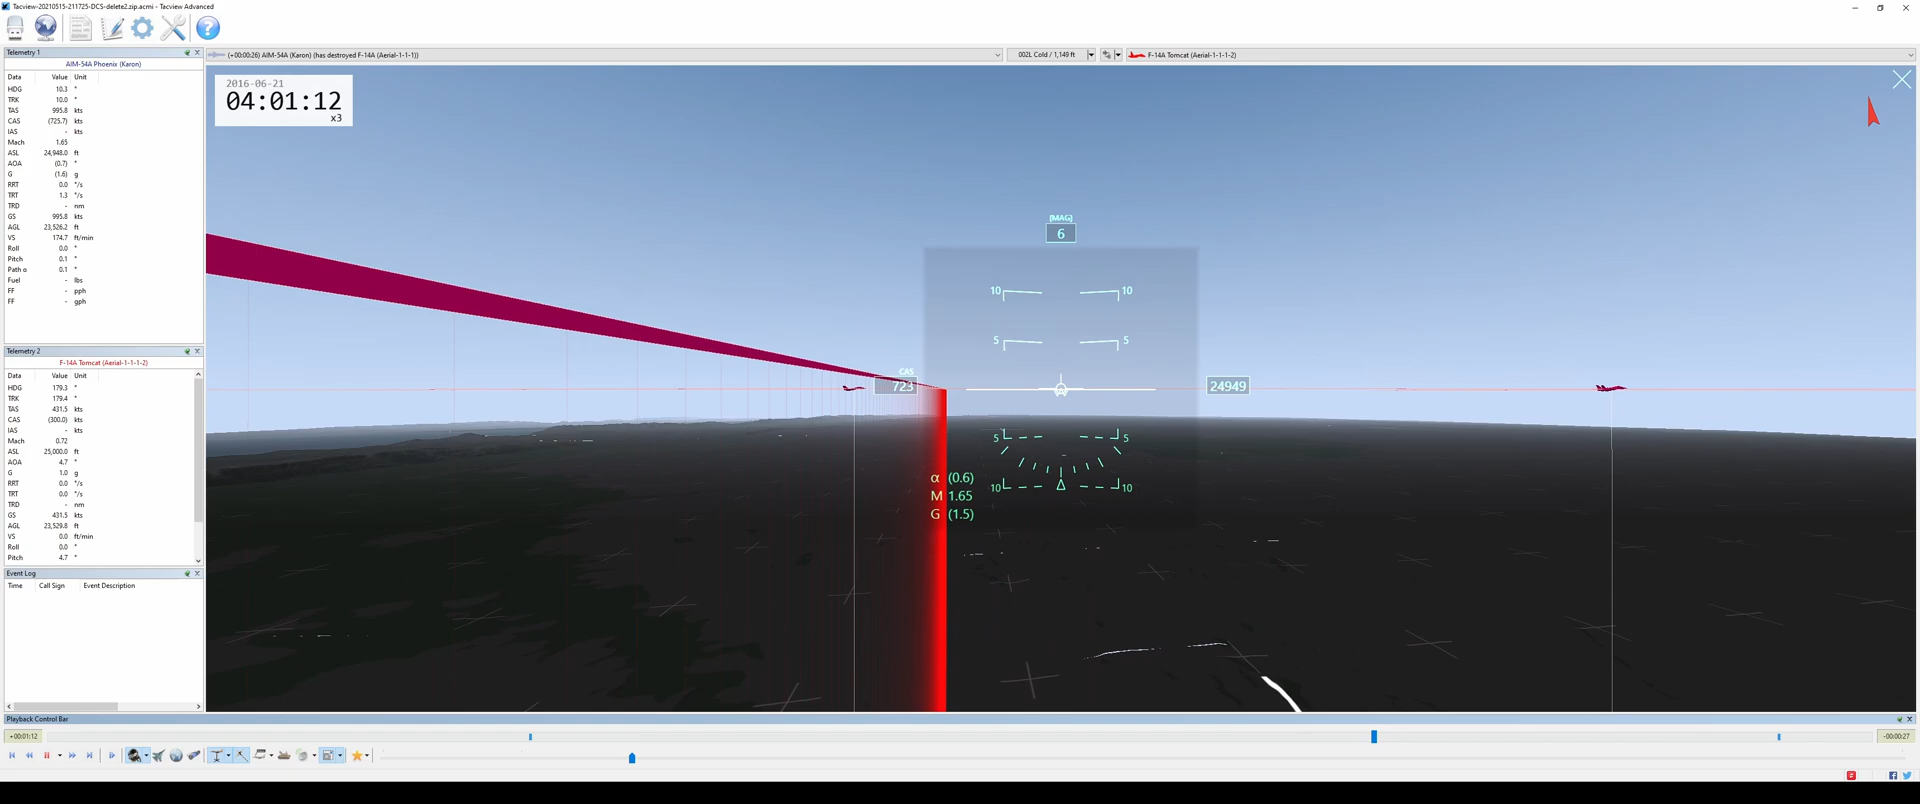 Tacview-20210515-211725-DCS-delete2.zip.acmi - Tacview Advanced
Telemetry 1
AIM-54A Phoenix (Karon)
Data Value Unit
HDG 10.3 °
TRK 10.0 °
TAS 995.8 kts
CAS (725.7) kts
IAS - kts
Mach 1.65
ASL 24,948.0 ft
AOA (0.7) °
G (1.6) g
RRT 0.0 °/s
TRT 1.3 °/s
TRD - nm
GS 995.8 kts
AGL 23,526.2 ft
VS 174.7 ft/min
Roll 0.0 °
Pitch 0.1 °
Path α 0.1 °
Fuel - lbs
FF - pph
FF - gph
Telemetry 2
F-14A Tomcat (Aerial-1-1-1-2)
Data Value Unit
HDG 179.3 °
TRK 179.4 °
TAS 431.5 kts
CAS (300.0) kts
IAS - kts
Mach 0.72
ASL 25,000.0 ft
AOA 4.7 °
G 1.0 g
RRT 0.0 °/s
TRT 0.0 °/s
TRD - nm
GS 431.5 kts
AGL 23,529.8 ft
VS 0.0 ft/min
Roll 0.0 °
Pitch 4.7 °
Event Log
Time Call Sign Event Description
(+00:00:26) AIM-54A (Karon) (has destroyed F-14A (Aerial-1-1-1))
002L Cold / 1,149 ft
F-14A Tomcat (Aerial-1-1-1-2)
2016-06-21
04:01:12
x3
[MAG]
6
10 10
5 5
CAS
723
24949
5 5
α (0.6)
M 1.65
10 10
G (1.5)
Playback Control Bar
+00:01:12
-00:00:27